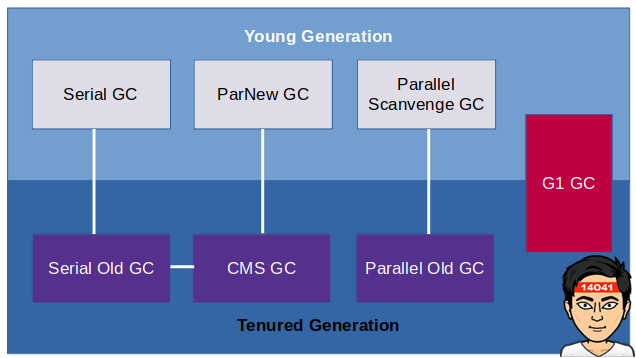 Young Generation
Serial GC
ParNew GC
Parallel
Scanvenge GC
G1 GC
Serial Old GC
CMS GC
Parallel Old GC
14041
Tenured Generation